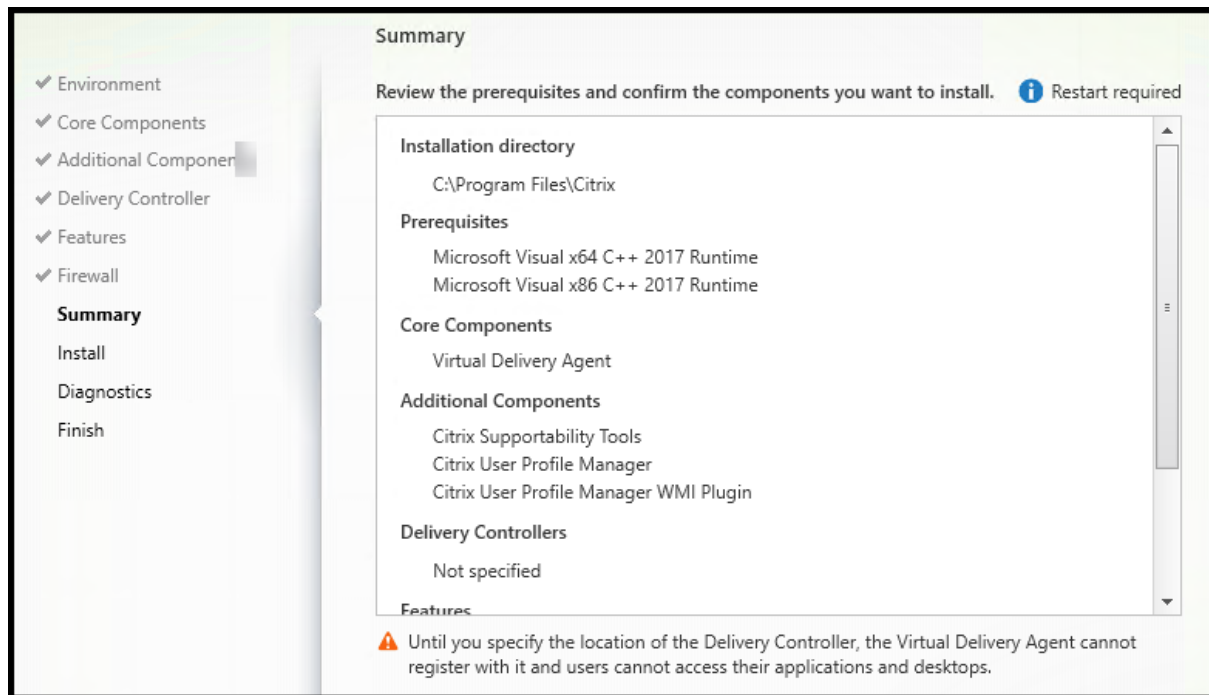 Summary
Environment
Core Components
Additional
Delivery Controller
Features
Firewall
Summary
Install
Diagnostics
Finish
Review the prerequisites and confirm the components you want to install.
Restart required
Installation directory
C:\Program Files\Citrix
Prerequisites
Microsoft Visual x64 C++ 2017 Runtime
Microsoft Visual x86 C++ 2017 Runtime
Core Components
Virtual Delivery Agent
Additional Components
Citrix Supportability Tools
Citrix User Profile Manager
Citrix User Profile Manager WMI Plugin
Delivery Controllers
Not specified
Features
Until you specify the location of the Delivery Controller, the Virtual Delivery Agent cannot
register with it and users cannot access their applications and desktops.